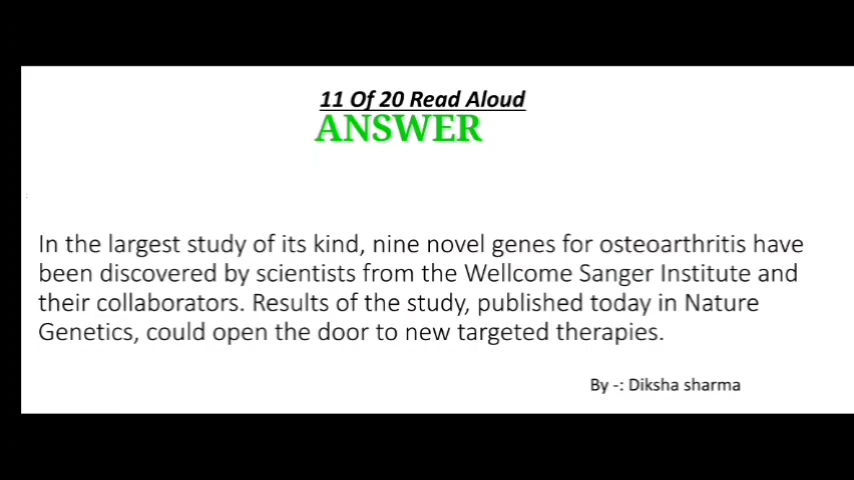 11 Of 20 Read Aloud
ANSWER
In the largest study of its kind, nine novel genes for osteoarthritis have
been discovered by scientists from the Wellcome Sanger Institute and
their collaborators. Results of the study, published today in Nature
Genetics, could open the door to new targeted therapies.
By -: Diksha sharma